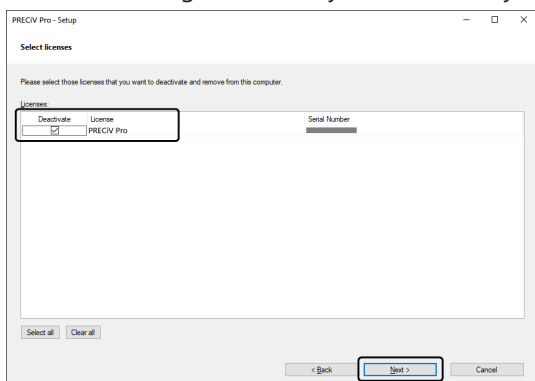 PRECiV Pro - Setup
Select licenses
Please select those licenses that you want to deactivate and remove from this computer.
Licenses:
Deactivate License Serial Number
PRECiV Pro
Select all Clear all
< Back Next > Cancel